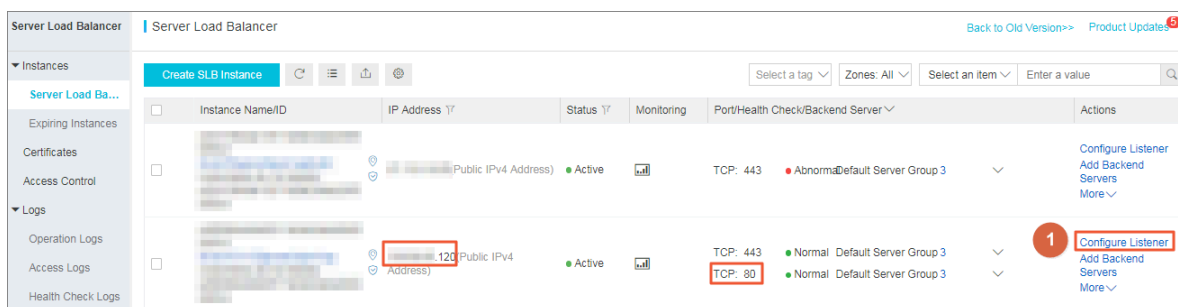 Server Load Balancer
Server Load Balancer
Back to Old Version>>
Product Updates
5
Instances
Server Load Ba...
Expiring Instances
Certificates
Access Control
Logs
Operation Logs
Access Logs
Health Check Logs
Create SLB Instance
Select a tag
Zones: All
Select an item
Enter a value
Instance Name/ID
IP Address
Status
Monitoring
Port/Health Check/Backend Server
Actions
(Public IPv4 Address)
Active
TCP: 443
Abnormal
Default Server Group 3
Configure Listener
Add Backend
Servers
More
.120(Public IPv4
Address)
Active
TCP: 443
Normal
Default Server Group 3
TCP: 80
Normal
Default Server Group 3
1
Configure Listener
Add Backend
Servers
More